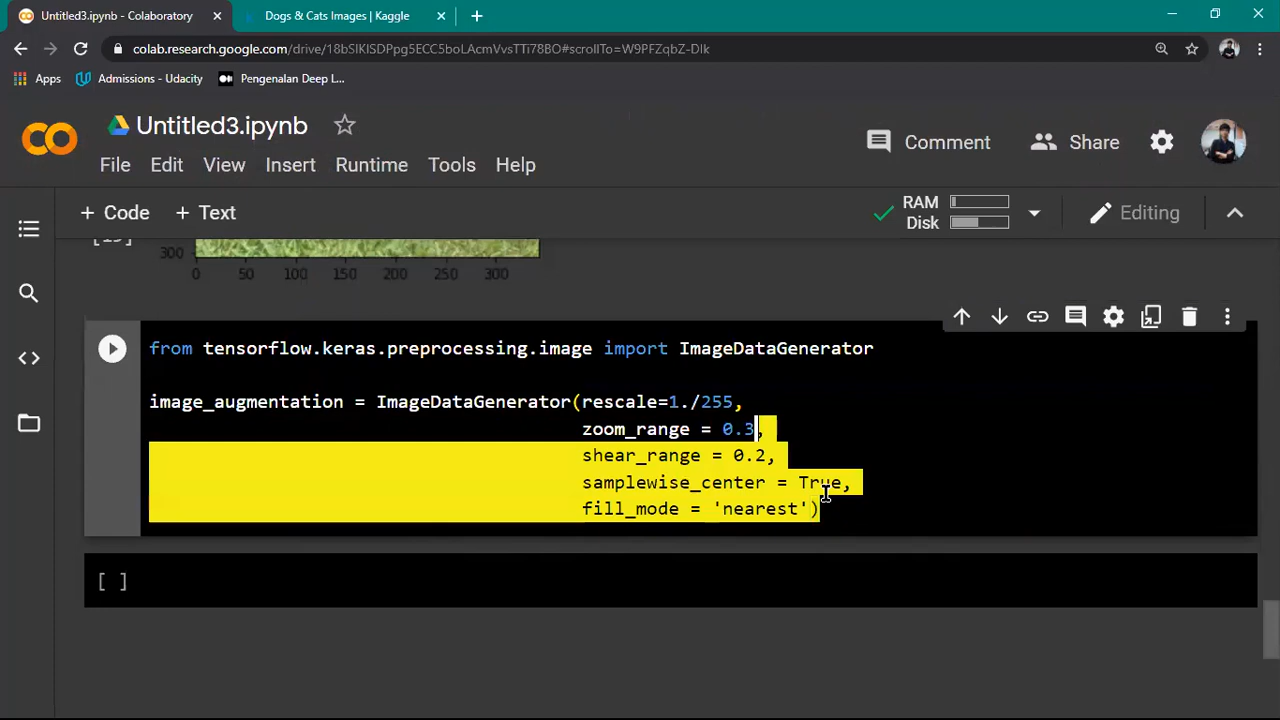 Untitled3.ipynb - Colaboratory
Dogs & Cats Images | Kaggle
colab.research.google.com/drive/18bSlKlSDPpg5ECC5boLAcmVvsTTi78BO#scrollTo=W9PFZqbZ-Dlk
Apps
Admissions - Udacity
Pengenalan Deep L...
Untitled3.ipynb
File Edit View Insert Runtime Tools Help
Comment
Share
+ Code + Text
RAM
Disk
Editing
300
0 50 100 150 200 250 300
from tensorflow.keras.preprocessing.image import ImageDataGenerator
image_augmentation = ImageDataGenerator(rescale=1./255,
zoom_range = 0.3,
shear_range = 0.2,
samplewise_center = True,
fill_mode = 'nearest')
[ ]